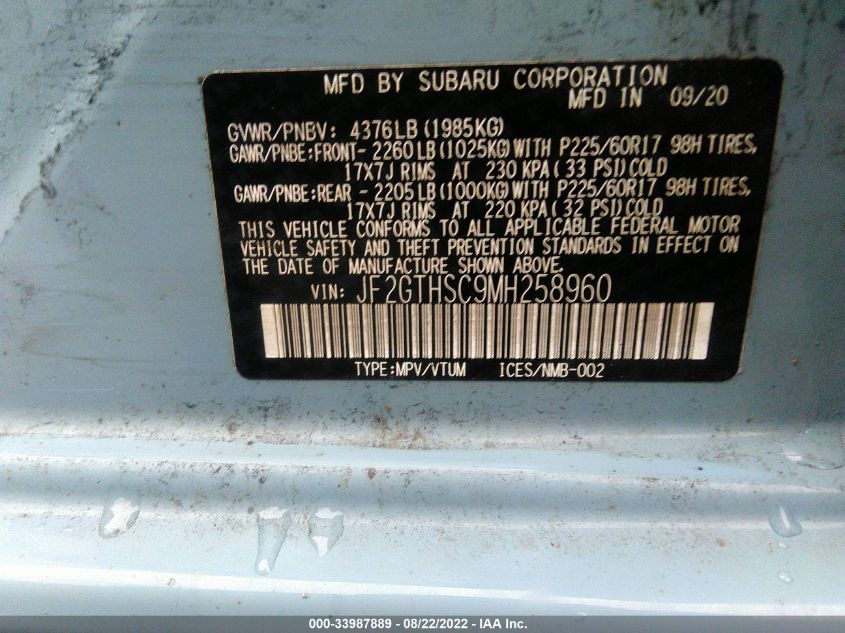 MFD BY SUBARU CORPORATION
MFD IN 09/20
GVWR/PNBV: 4376LB(1985KG)
GAWR/PNBE:FRONT- 2260LB(1025KG)WITH P225/60R17 98H TIRES,
17X7J RIMS AT 230 KPA(33 PSI)COLD
GAWR/PNBE:REAR - 2205LB(1000KG)WITH P225/60R17 98H TIRES,
17X7J RIMS AT 220 KPA(32 PSI)COLD
THIS VEHICLE CONFORMS TO ALL APPLICABLE FEDERAL MOTOR
VEHICLE SAFETY AND THEFT PREVENTION STANDARDS IN EFFECT ON
THE DATE OF MANUFACTURE SHOWN ABOVE.
VIN: JF2GTHSC9MH258960
TYPE:MPV/VTUM ICES/NMB-002
000-33987889 - 08/22/2022 - IAA Inc.